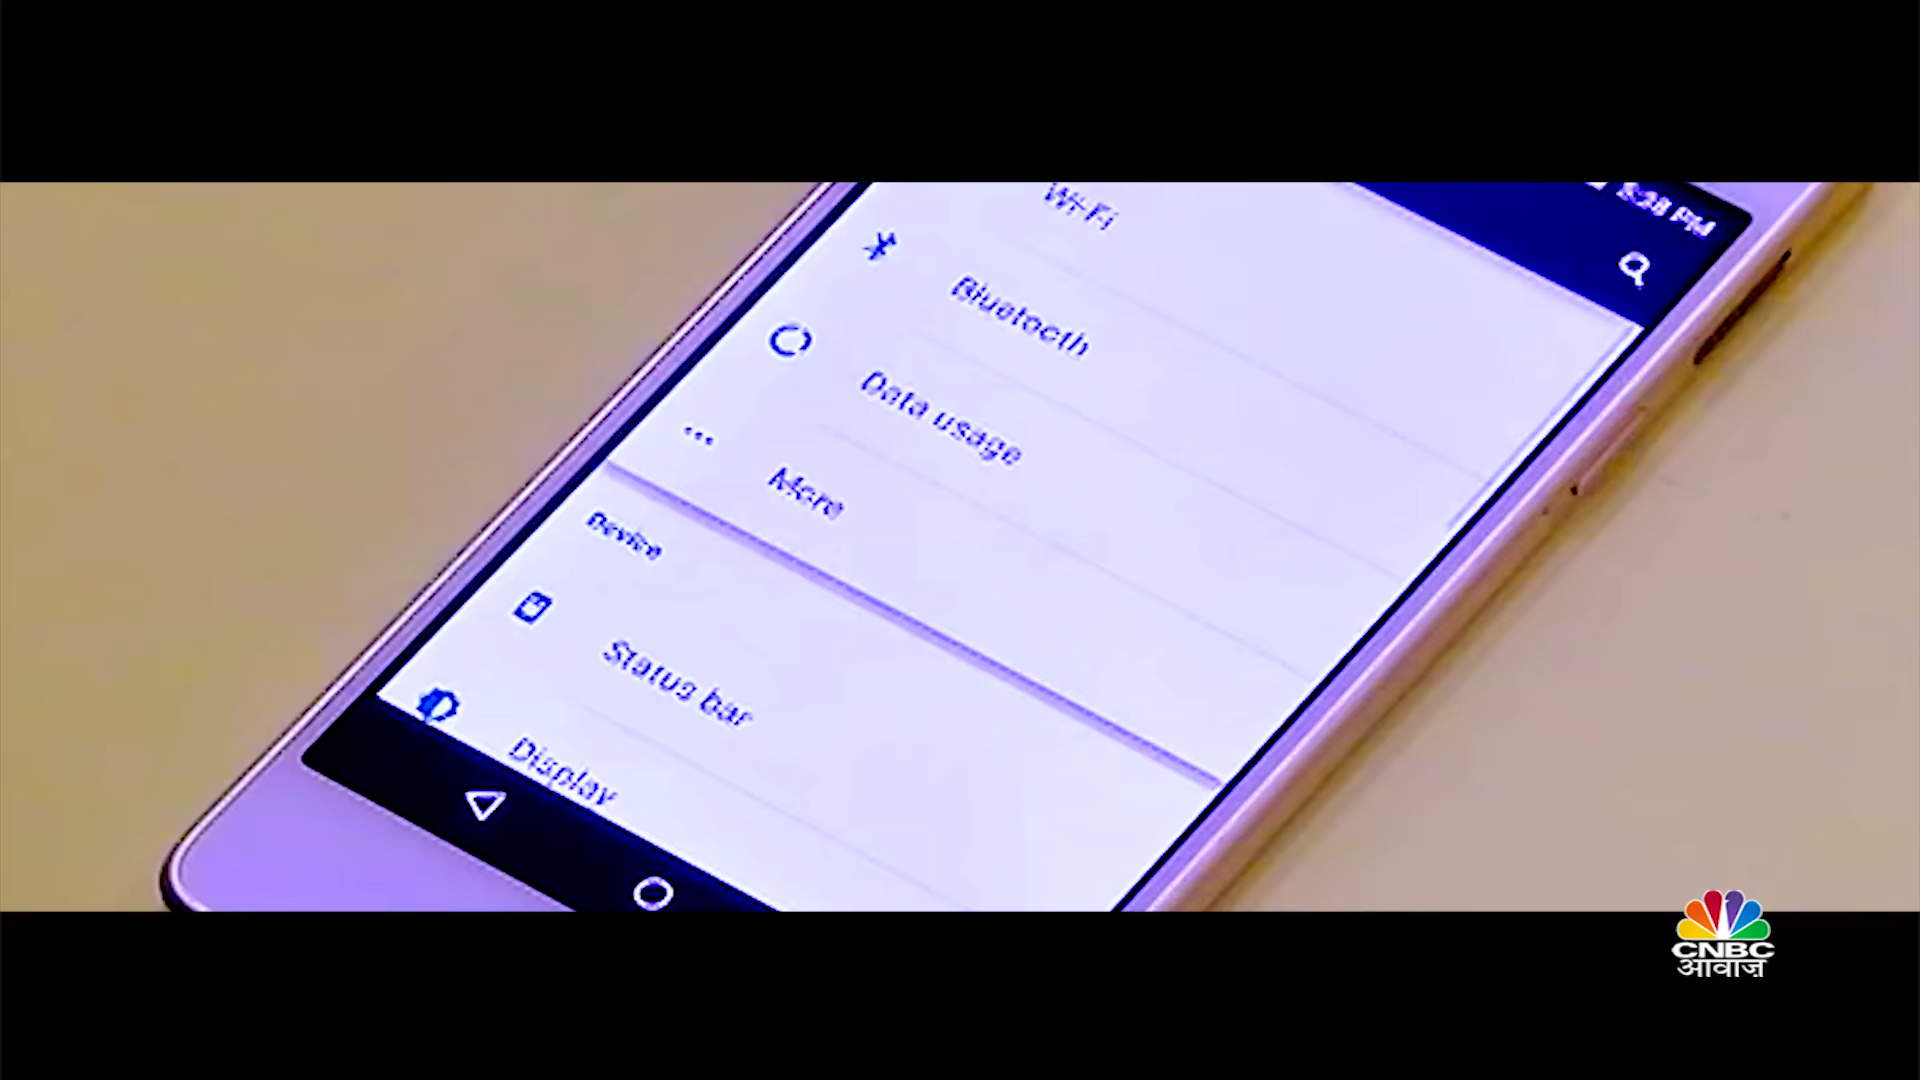 Wi-Fi
Bluetooth
Data usage
More
Device
Status bar
Display
CNBC
आवाज़